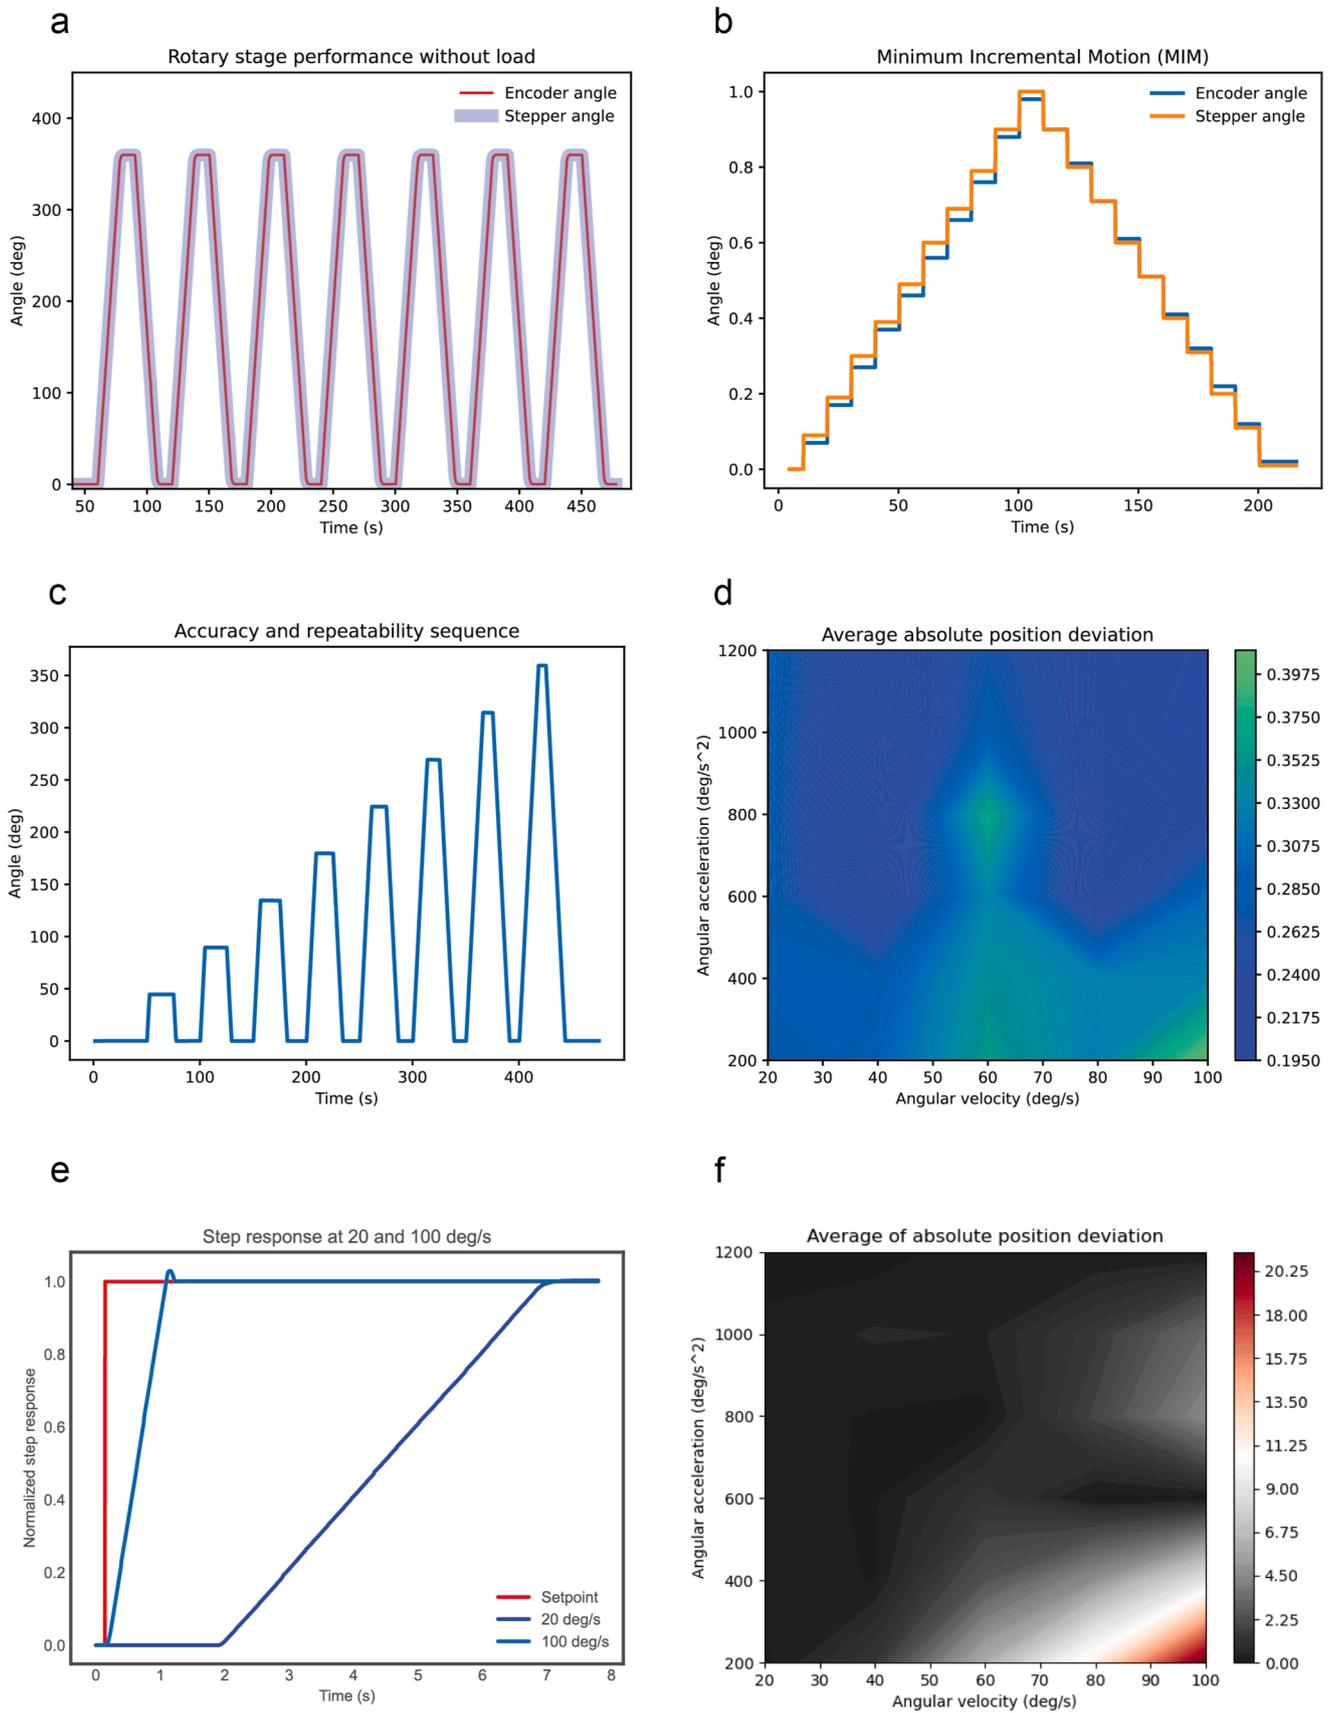 a
Rotary stage performance without load
Encoder angle
Stepper angle
400
300
200
100
0
Angle (deg)
50 100 150 200 250 300 350 400 450
Time (s)
b
Minimum Incremental Motion (MIM)
Encoder angle
Stepper angle
1.0
0.8
0.6
0.4
0.2
0.0
Angle (deg)
0 50 100 150 200
Time (s)
c
Accuracy and repeatability sequence
350
300
250
200
150
100
50
0
Angle (deg)
0 100 200 300 400
Time (s)
d
Average absolute position deviation
1200
1000
800
600
400
200
Angular acceleration (deg/s^2)
20 30 40 50 60 70 80 90 100
Angular velocity (deg/s)
0.3975
0.3750
0.3525
0.3300
0.3075
0.2850
0.2625
0.2400
0.2175
0.1950
e
Step response at 20 and 100 deg/s
1.0
0.8
0.6
0.4
0.2
0.0
Normalized step response
Setpoint
20 deg/s
100 deg/s
0 1 2 3 4 5 6 7 8
Time (s)
f
Average of absolute position deviation
1200
1000
800
600
400
200
Angular acceleration (deg/s^2)
20 30 40 50 60 70 80 90 100
Angular velocity (deg/s)
20.25
18.00
15.75
13.50
11.25
9.00
6.75
4.50
2.25
0.00